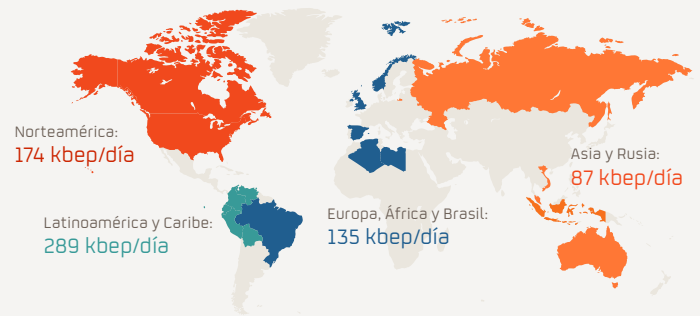 Norteamérica:
174 kbep/día
Latinoamérica y Caribe:
289 kbep/día
Europa, África y Brasil:
135 kbep/día
Asia y Rusia:
87 kbep/día